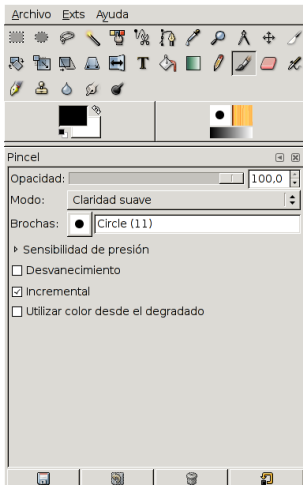 Archivo Exts Ayuda
Pincel
Opacidad: 100,0
Modo: Claridad suave
Brochas: Circle (11)
Sensibilidad de presión
Desvanecimiento
Incremental
Utilizar color desde el degradado